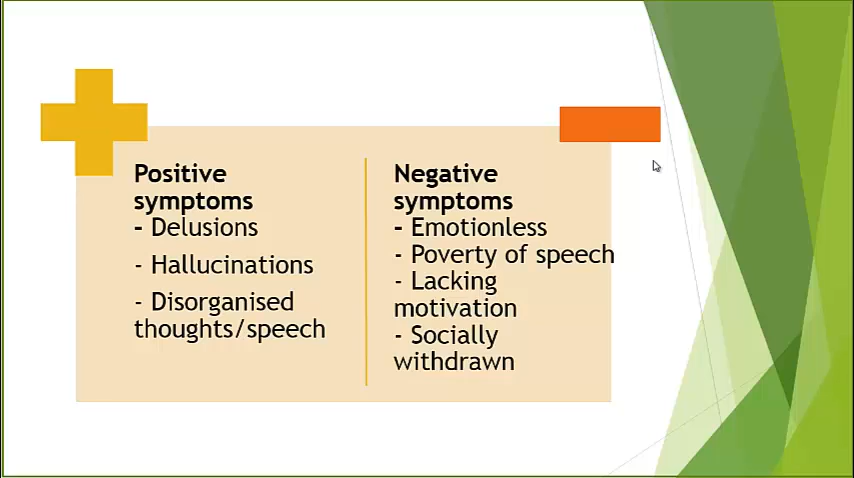 Positive
symptoms
- Delusions
- Hallucinations
- Disorganised
thoughts/speech
Negative
symptoms
- Emotionless
- Poverty of speech
- Lacking
motivation
- Socially
withdrawn